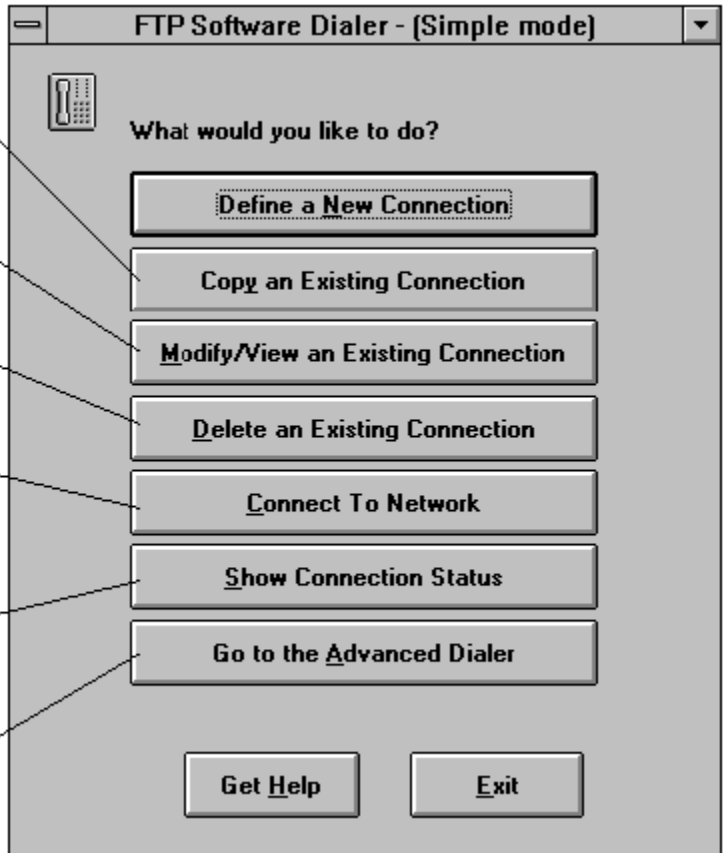 FTP Software Dialer - (Simple mode)
What would you like to do?
Define a New Connection
Copy an Existing Connection
Modify/View an Existing Connection
Delete an Existing Connection
Connect To Network
Show Connection Status
Go to the Advanced Dialer
Get Help
Exit